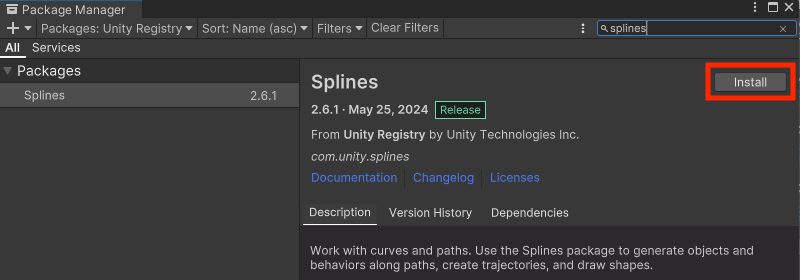 Package Manager
Packages: Unity Registry Sort: Name (asc) Filters Clear Filters splines
All Services
Packages
Splines 2.6.1
Splines
Install
2.6.1 · May 25, 2024 Release
From Unity Registry by Unity Technologies Inc.
com.unity.splines
Documentation Changelog Licenses
Description Version History Dependencies
Work with curves and paths. Use the Splines package to generate objects and
behaviors along paths, create trajectories, and draw shapes.